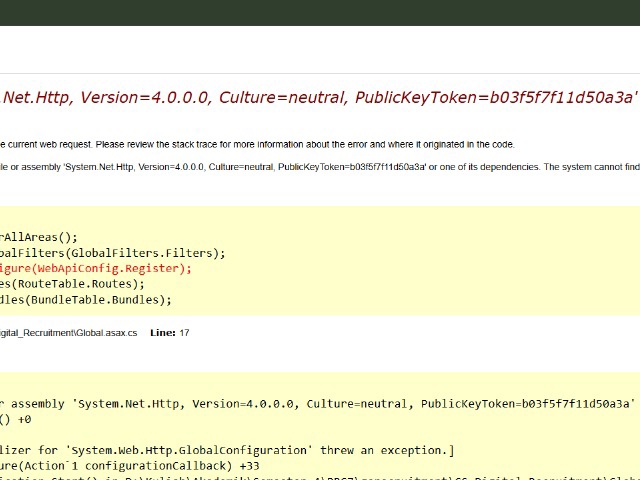 .Net.Http, Version=4.0.0.0, Culture=neutral, PublicKeyToken=b03f5f7f11d50a3a'
e current web request. Please review the stack trace for more information about the error and where it originated in the code.
ile or assembly 'System.Net.Http, Version=4.0.0.0, Culture=neutral, PublicKeyToken=b03f5f7f11d50a3a' or one of its dependencies. The system cannot find
rAllAreas();
balFilters(GlobalFilters.Filters);
igure(WebApiConfig.Register);
es(RouteTable.Routes);
dles(BundleTable.Bundles);
igital_Recruitment\Global.asax.cs    Line: 17
r assembly 'System.Net.Http, Version=4.0.0.0, Culture=neutral, PublicKeyToken=b03f5f7f11d50a3a'
() +0
lizer for 'System.Web.Http.GlobalConfiguration' threw an exception.]
ure(Action`1 configurationCallback) +33